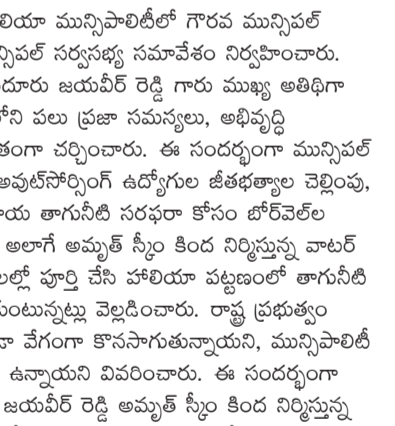 లియా మున్సిపాలిటీలో గౌరవ మున్సిపల్
న్సిపల్ సర్వసభ్య సమావేశం నిర్వహించారు.
దూరు జయవీర్ రెడ్డి గారు ముఖ్య అతిథిగా
లోని పలు ప్రజా సమస్యలు, అభివృద్ధి
తంగా చర్చించారు. ఈ సందర్భంగా మున్సిపల్
అవుట్‌సోర్సింగ్ ఉద్యోగుల జీతభత్యాల చెల్లింపు,
యు తాగునీటి సరఫరా కోసం బోర్‌వెల్‌ల
అలాగే అమృత్ స్కీం కింద నిర్మిస్తున్న వాటర్
లల్లో పూర్తి చేసి హాలియా పట్టణంలో తాగునీటి
ుంటున్నట్లు వెల్లడించారు. రాష్ట్ర ప్రభుత్వం
డా వేగంగా కొనసాగుతున్నాయని, మున్సిపాలిటీ
ఉన్నాయని వివరించారు. ఈ సందర్భంగా
జయవీర్ రెడ్డి అమృత్ స్కీం కింద నిర్మిస్తున్న